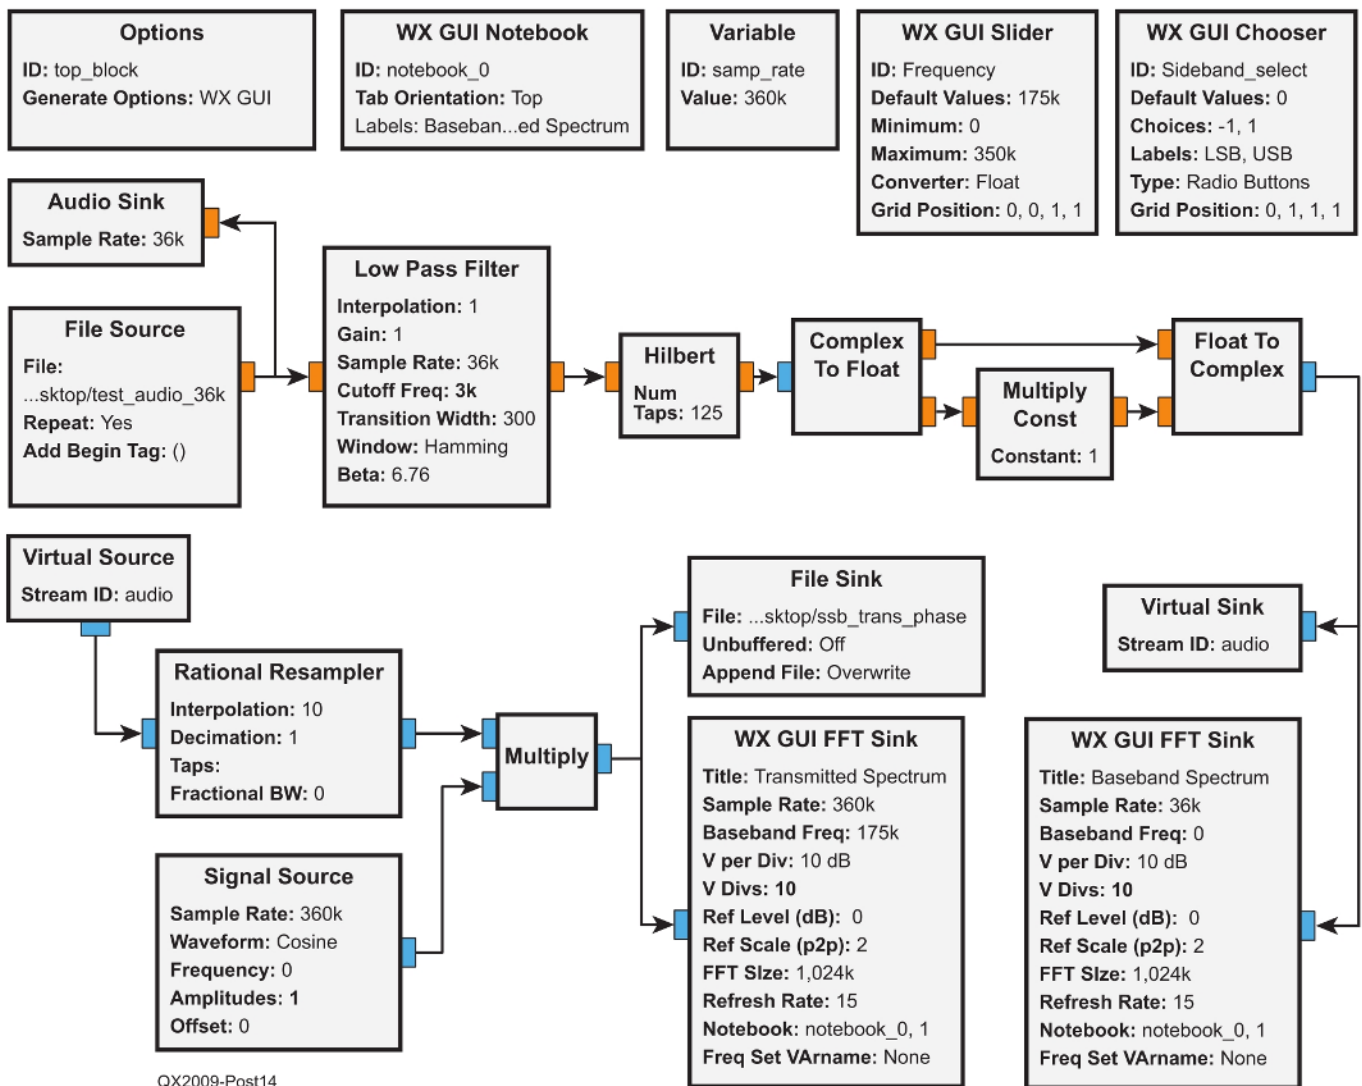 Options
ID: top_block
Generate Options: WX GUI
WX GUI Notebook
ID: notebook_0
Tab Orientation: Top
Labels: Baseban...ed Spectrum
Variable
ID: samp_rate
Value: 360k
WX GUI Slider
ID: Frequency
Default Values: 175k
Minimum: 0
Maximum: 350k
Converter: Float
Grid Position: 0, 0, 1, 1
WX GUI Chooser
ID: Sideband_select
Default Values: 0
Choices: -1, 1
Labels: LSB, USB
Type: Radio Buttons
Grid Position: 0, 1, 1, 1
Audio Sink
Sample Rate: 36k
File Source
File:
...sktop/test_audio_36k
Repeat: Yes
Add Begin Tag: ()
Low Pass Filter
Interpolation: 1
Gain: 1
Sample Rate: 36k
Cutoff Freq: 3k
Transition Width: 300
Window: Hamming
Beta: 6.76
Hilbert
Num
Taps: 125
Complex
To Float
Multiply
Const
Constant: 1
Float To
Complex
Virtual Source
Stream ID: audio
Rational Resampler
Interpolation: 10
Decimation: 1
Taps:
Fractional BW: 0
Signal Source
Sample Rate: 360k
Waveform: Cosine
Frequency: 0
Amplitudes: 1
Offset: 0
Multiply
File Sink
File: ...sktop/ssb_trans_phase
Unbuffered: Off
Append File: Overwrite
Virtual Sink
Stream ID: audio
WX GUI FFT Sink
Title: Transmitted Spectrum
Sample Rate: 360k
Baseband Freq: 175k
V per Div: 10 dB
V Divs: 10
Ref Level (dB): 0
Ref Scale (p2p): 2
FFT SIze: 1,024k
Refresh Rate: 15
Notebook: notebook_0, 1
Freq Set VArname: None
WX GUI FFT Sink
Title: Baseband Spectrum
Sample Rate: 36k
Baseband Freq: 0
V per Div: 10 dB
V Divs: 10
Ref Level (dB): 0
Ref Scale (p2p): 2
FFT SIze: 1,024k
Refresh Rate: 15
Notebook: notebook_0, 1
Freq Set VArname: None
QX2009-Post14